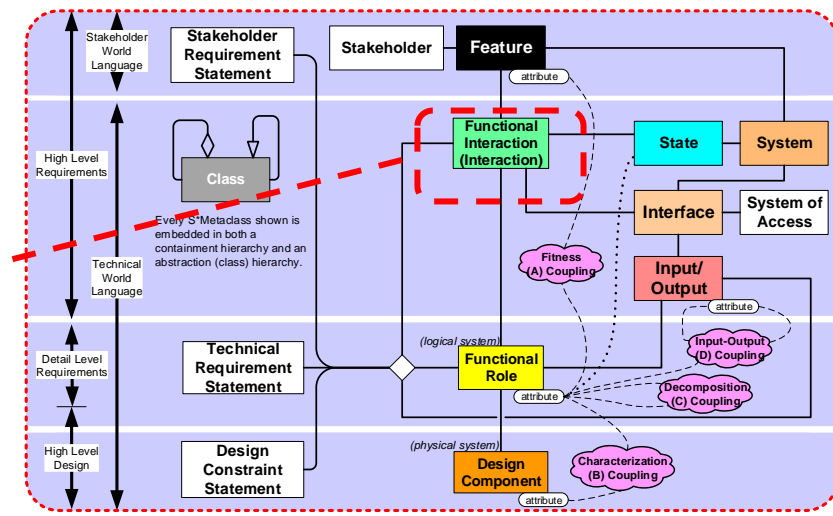 Stakeholder
World
Language
Stakeholder
Requirement
Statement
Stakeholder
Feature
attribute
High Level
Requirements
Technical
World
Language
Class
Every S*Metaclass shown is
embedded in both a
containment hierarchy and an
abstraction (class) hierarchy.
Functional
Interaction
(Interaction)
State
System
Interface
System of
Access
Fitness
(A) Coupling
Input/
Output
attribute
Detail Level
Requirements
Technical
Requirement
Statement
(logical system)
Functional
Role
attribute
Input-Output
(D) Coupling
Decomposition
(C) Coupling
High Level
Design
Design
Constraint
Statement
(physical system)
Design
Component
attribute
Characterization
(B) Coupling